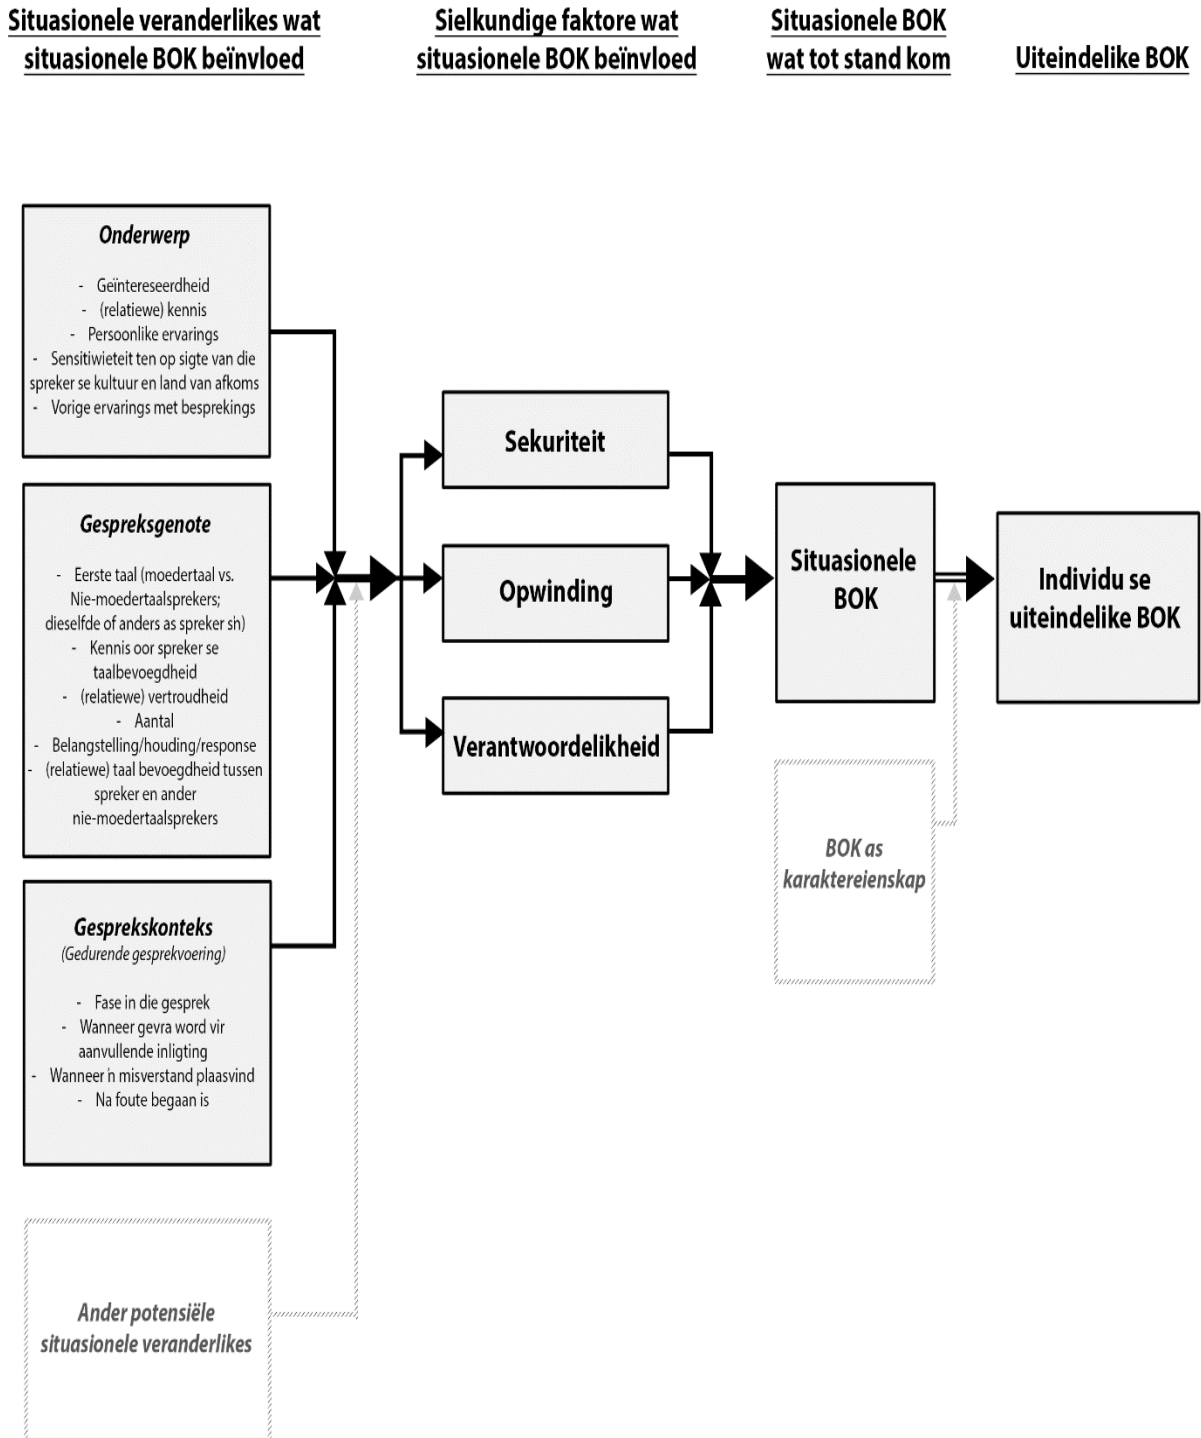 Situasionele veranderlikes wat
situasionele BOK beïnvloed
Sielkundige faktore wat
situasionele BOK beïnvloed
Situasionele BOK
wat tot stand kom
Uiteindelike BOK
Onderwerp
- Geïntereseerdheid
- (relatiewe) kennis
- Persoonlike ervarings
- Sensitiwieteit ten op sigte van die
spreker se kultuur en land van afkoms
- Vorige ervarings met besprekings
Gespreksgenote
- Eerste taal (moedertaal vs.
Nie-moedertaalsprekers;
dieselfde of anders as spreker sh)
- Kennis oor spreker se
taalbevoegdheid
- (relatiewe) vertroudheid
- Aantal
- Belangstelling/houding/response
- (relatiewe) taal bevoegdheid tussen
spreker en ander
nie-moedertaalsprekers
Gesprekskonteks
(Gedurende gesprekvoering)
- Fase in die gesprek
- Wanneer gevra word vir
aanvullende inligting
- Wanneer 'n misverstand plaasvind
- Na foute begaan is
Ander potensiële
situasionele veranderlikes
Sekuriteit
Opwinding
Verantwoordelikheid
Situasionele
BOK
BOK as
karaktereienskap
Individu se
uiteindelike BOK